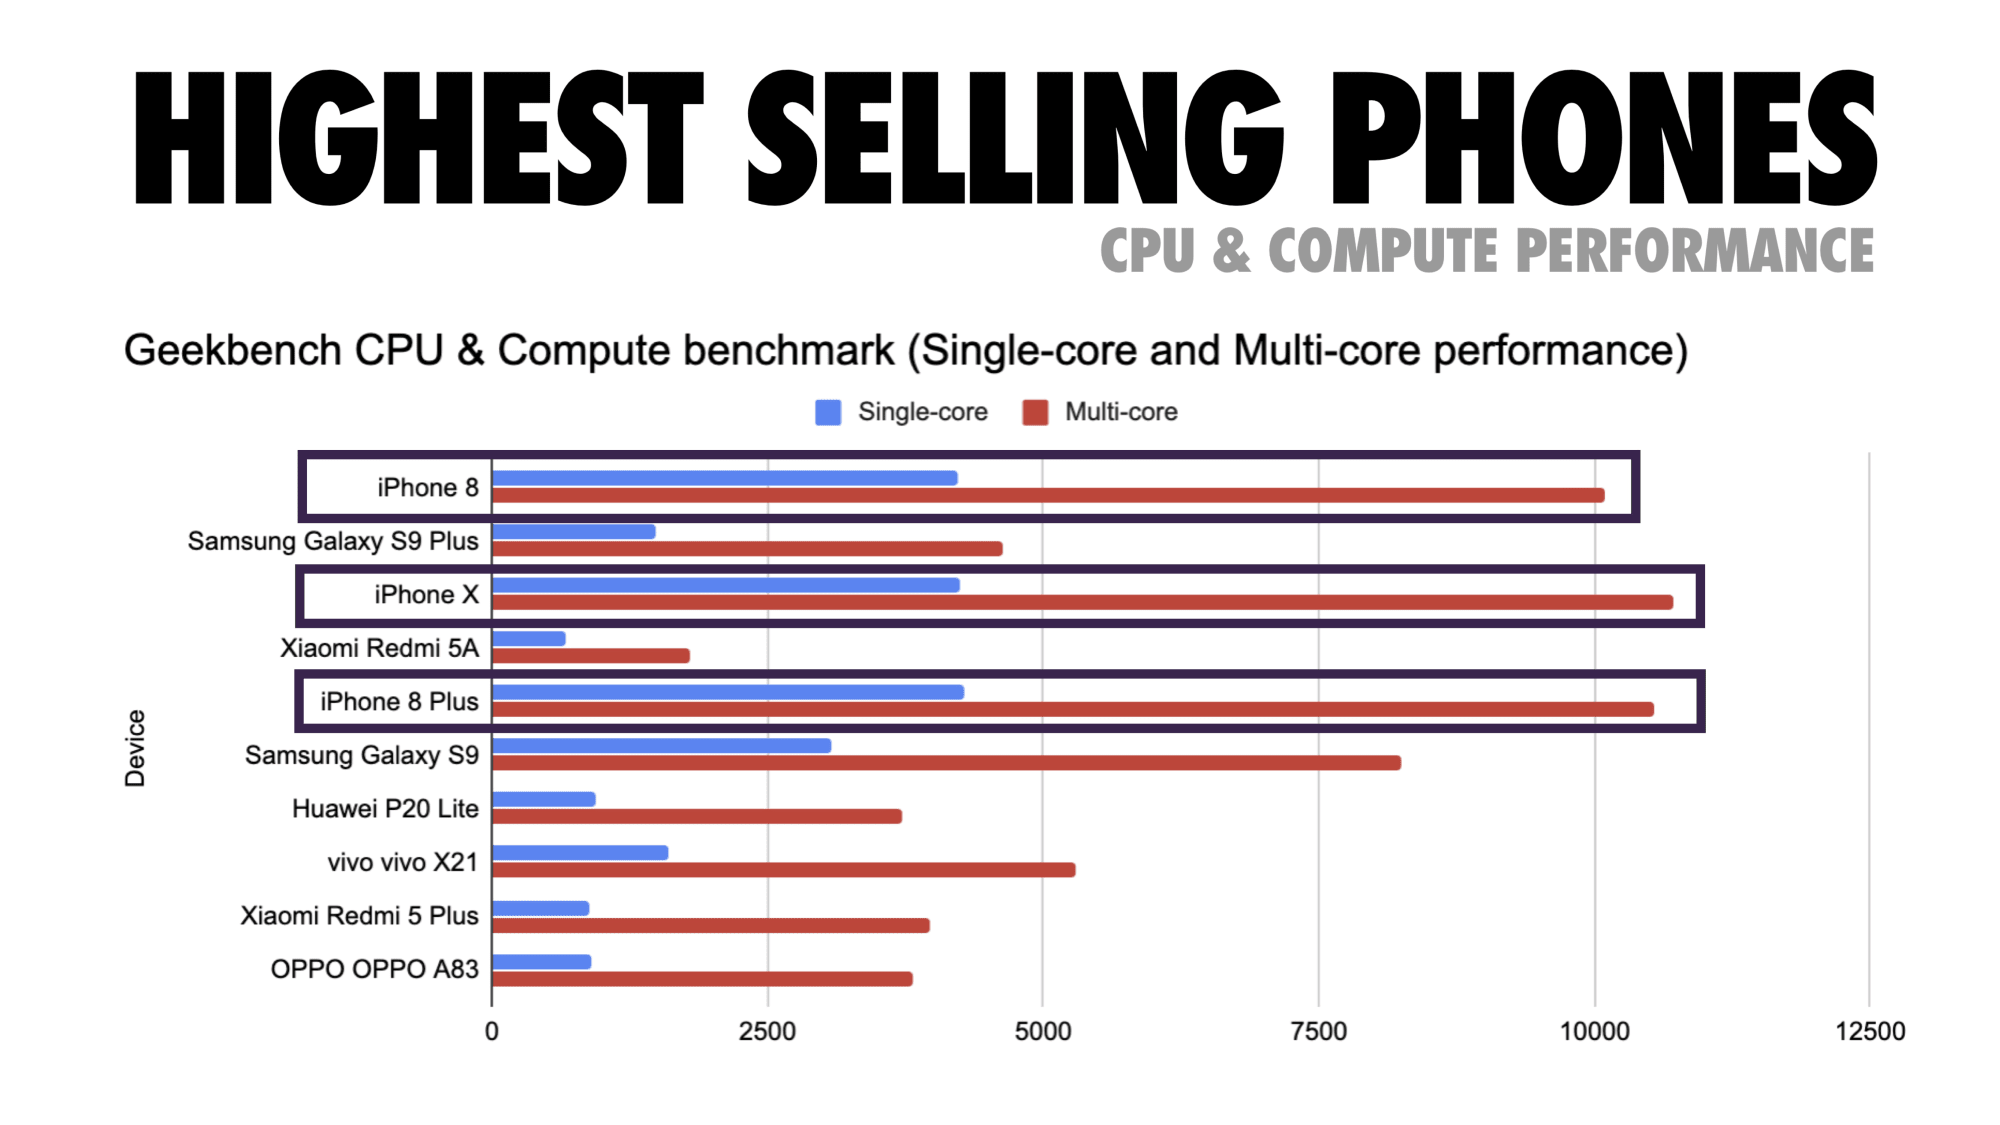 HIGHEST SELLING PHONES
CPU & COMPUTE PERFORMANCE
Geekbench CPU & Compute benchmark (Single-core and Multi-core performance)
Single-core
Multi-core
iPhone 8
Samsung Galaxy S9 Plus
iPhone X
Xiaomi Redmi 5A
iPhone 8 Plus
Samsung Galaxy S9
Huawei P20 Lite
vivo vivo X21
Xiaomi Redmi 5 Plus
OPPO OPPO A83
Device
0 2500 5000 7500 10000 12500